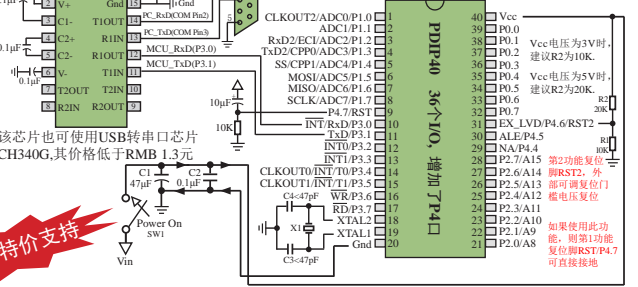 2 V+
Gnd 15
3 C1-
T1OUT 14 PC_RxD(COM Pin2)
4 C2+
R1IN 13 PC_TxD(COM Pin3)
5 C2-
R1OUT 12 MCU_RxD(P3.0)
6 V-
T1IN 11 MCU_TxD(P3.1)
7 T2OUT
T2IN 10
8 R2IN
R2OUT 9
0.1μF
0.1μF
5
该芯片也可使用USB转串口芯片
CH340G,其价格低于RMB 1.3元
10μF
10K
C1
47μF
C2
0.1μF
Power On
SW1
Vin
特价支持
C4<47pF
X1
C3<47pF
CLKOUT2/ADC0/P1.0 1
ADC1/P1.1 2
RxD2/ECI/ADC2/P1.2 3
TxD2/CPP0/ADC3/P1.3 4
SS/CPP1/ADC4/P1.4 5
MOSI/ADC5/P1.5 6
MISO/ADC6/P1.6 7
SCLK/ADC7/P1.7 8
P4.7/RST 9
INT/RxD/P3.0 10
TxD/P3.1 11
INT0/P3.2 12
INT1/P3.3 13
CLKOUT0/INT/T0/P3.4 14
CLKOUT1/INT/T1/P3.5 15
WR/P3.6 16
RD/P3.7 17
XTAL2 18
XTAL1 19
Gnd 20
PDIP40 36个I/O, 增加了P4口
40 Vcc
39 P0.0
38 P0.1
37 P0.2
36 P0.3
35 P0.4
34 P0.5
33 P0.6
32 P0.7
31 EX_LVD/P4.6/RST2
30 ALE/P4.5
29 NA/P4.4
28 P2.7/A15
27 P2.6/A14
26 P2.5/A13
25 P2.4/A12
24 P2.3/A11
23 P2.2/A10
22 P2.1/A9
21 P2.0/A8
Vcc电压为3V时,
建议R2为10K.
Vcc电压为5V时,
建议R2为20K.
R2
20K
R1
10K
第2功能复位
脚RST2，外
部可调复位门
槛电压复位
如果使用此功
能，则第1功能
复位脚RST/P4.7
可直接接地